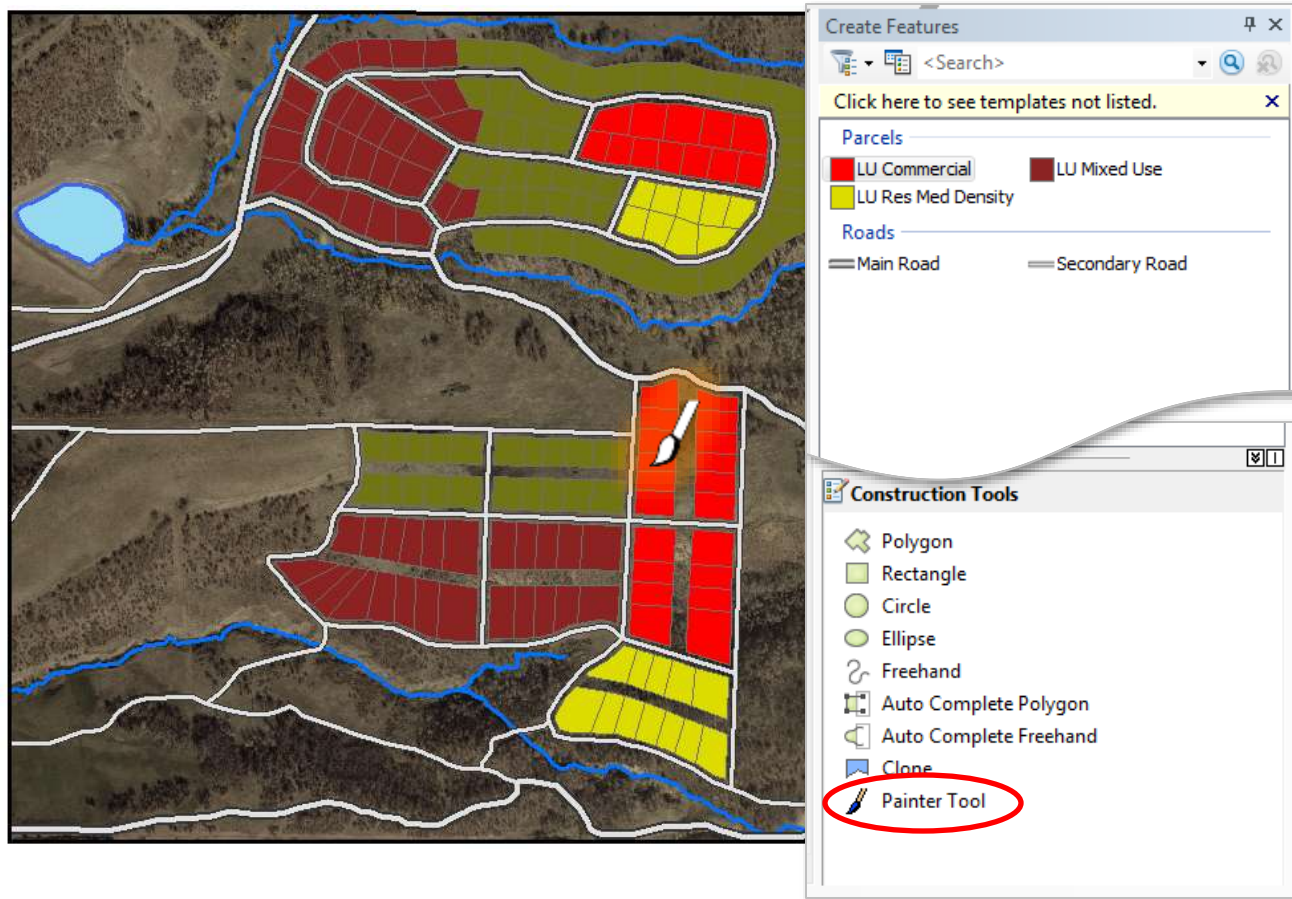 Create Features
<Search>
Click here to see templates not listed.
Parcels
LU Commercial
LU Mixed Use
LU Res Med Density
Roads
Main Road
Secondary Road
Construction Tools
Polygon
Rectangle
Circle
Ellipse
Freehand
Auto Complete Polygon
Auto Complete Freehand
Clone
Painter Tool